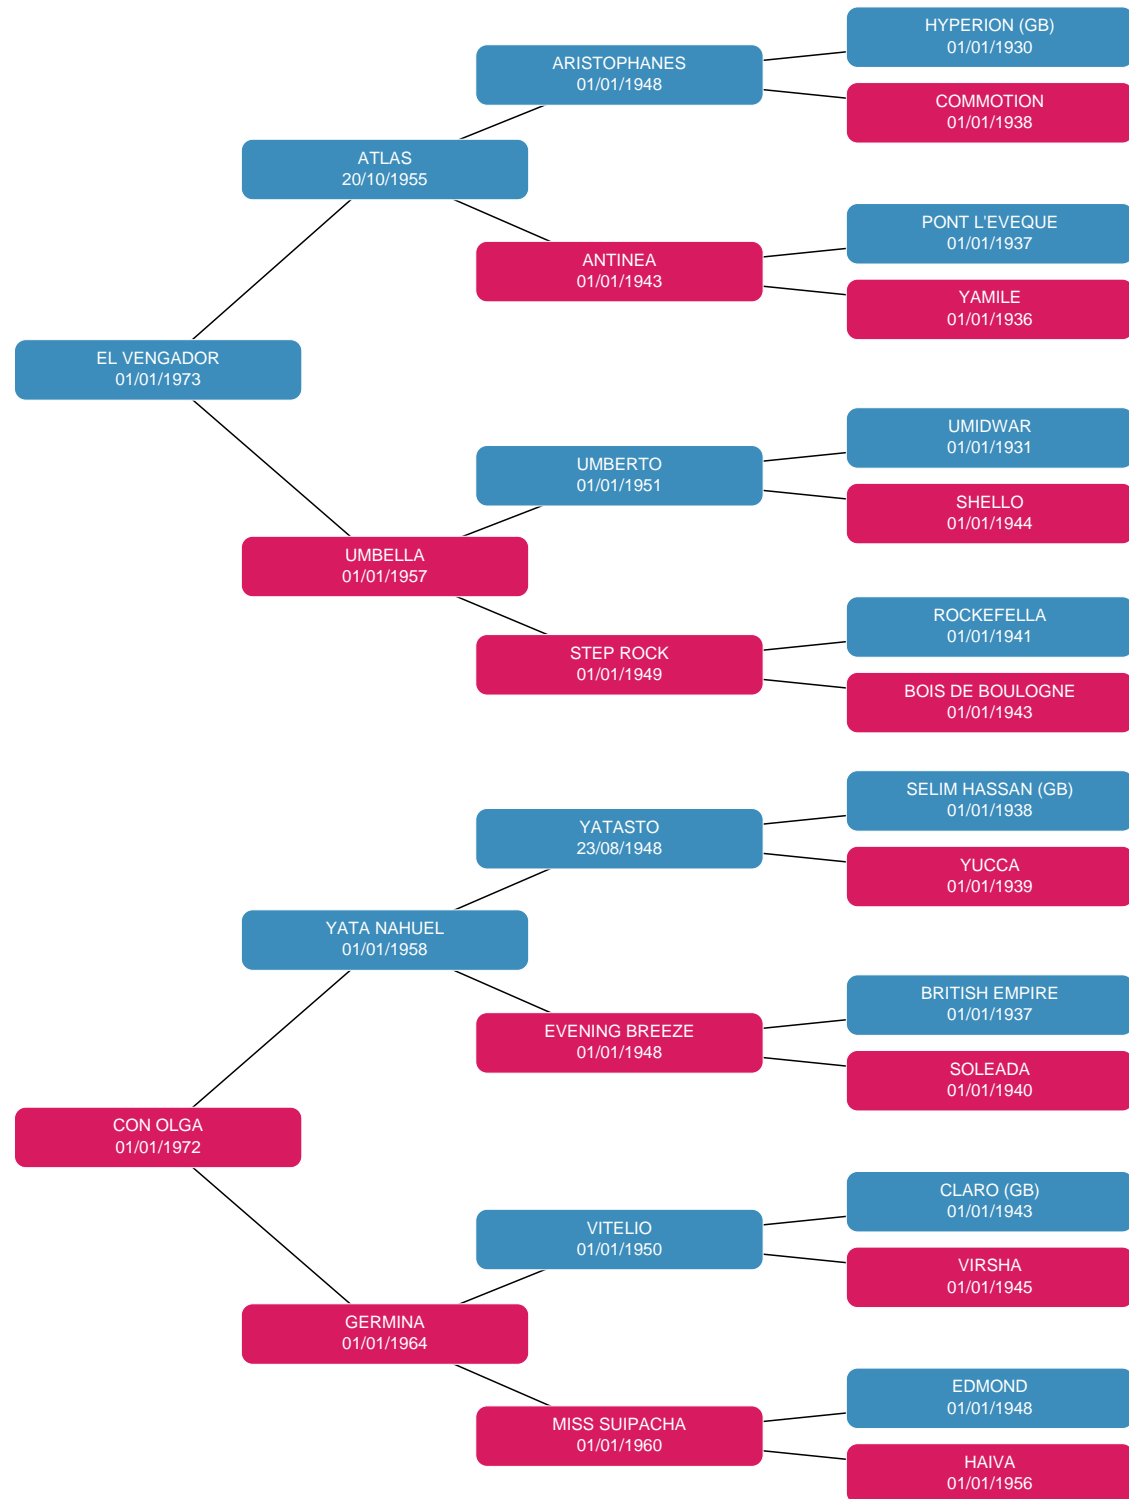 HYPERION (GB)
01/01/1930
ARISTOPHANES
01/01/1948
COMMOTION
01/01/1938
ATLAS
20/10/1955
PONT L'EVEQUE
01/01/1937
ANTINEA
01/01/1943
YAMILE
01/01/1936
EL VENGADOR
01/01/1973
UMIDWAR
01/01/1931
UMBERTO
01/01/1951
SHELLO
01/01/1944
UMBELLA
01/01/1957
ROCKEFELLA
01/01/1941
STEP ROCK
01/01/1949
BOIS DE BOULOGNE
01/01/1943
SELIM HASSAN (GB)
01/01/1938
YATASTO
23/08/1948
YUCCA
01/01/1939
YATA NAHUEL
01/01/1958
BRITISH EMPIRE
01/01/1937
EVENING BREEZE
01/01/1948
SOLEADA
01/01/1940
CON OLGA
01/01/1972
CLARO (GB)
01/01/1943
VITELIO
01/01/1950
VIRSHA
01/01/1945
GERMINA
01/01/1964
EDMOND
01/01/1948
MISS SUIPACHA
01/01/1960
HAIVA
01/01/1956